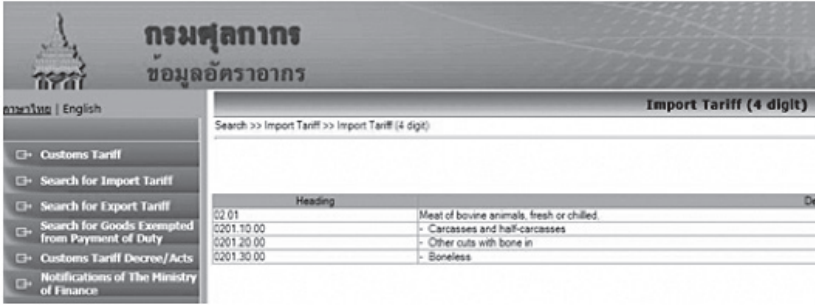 กรมศุลกากร
ข้อมูลอัตราอากร
ภาษาไทย | English
Import Tariff (4 digit)
Search >> Import Tariff >> Import Tariff (4 digit)
Customs Tariff
Search for Import Tariff
Search for Export Tariff
Search for Goods Exempted
from Payment of Duty
Customs Tariff Decree/Acts
Notifications of The Ministry
of Finance
Heading De
02.01 Meat of bovine animals, fresh or chilled.
0201.10.00 - Carcasses and half-carcasses
0201.20.00 - Other cuts with bone in
0201.30.00 - Boneless